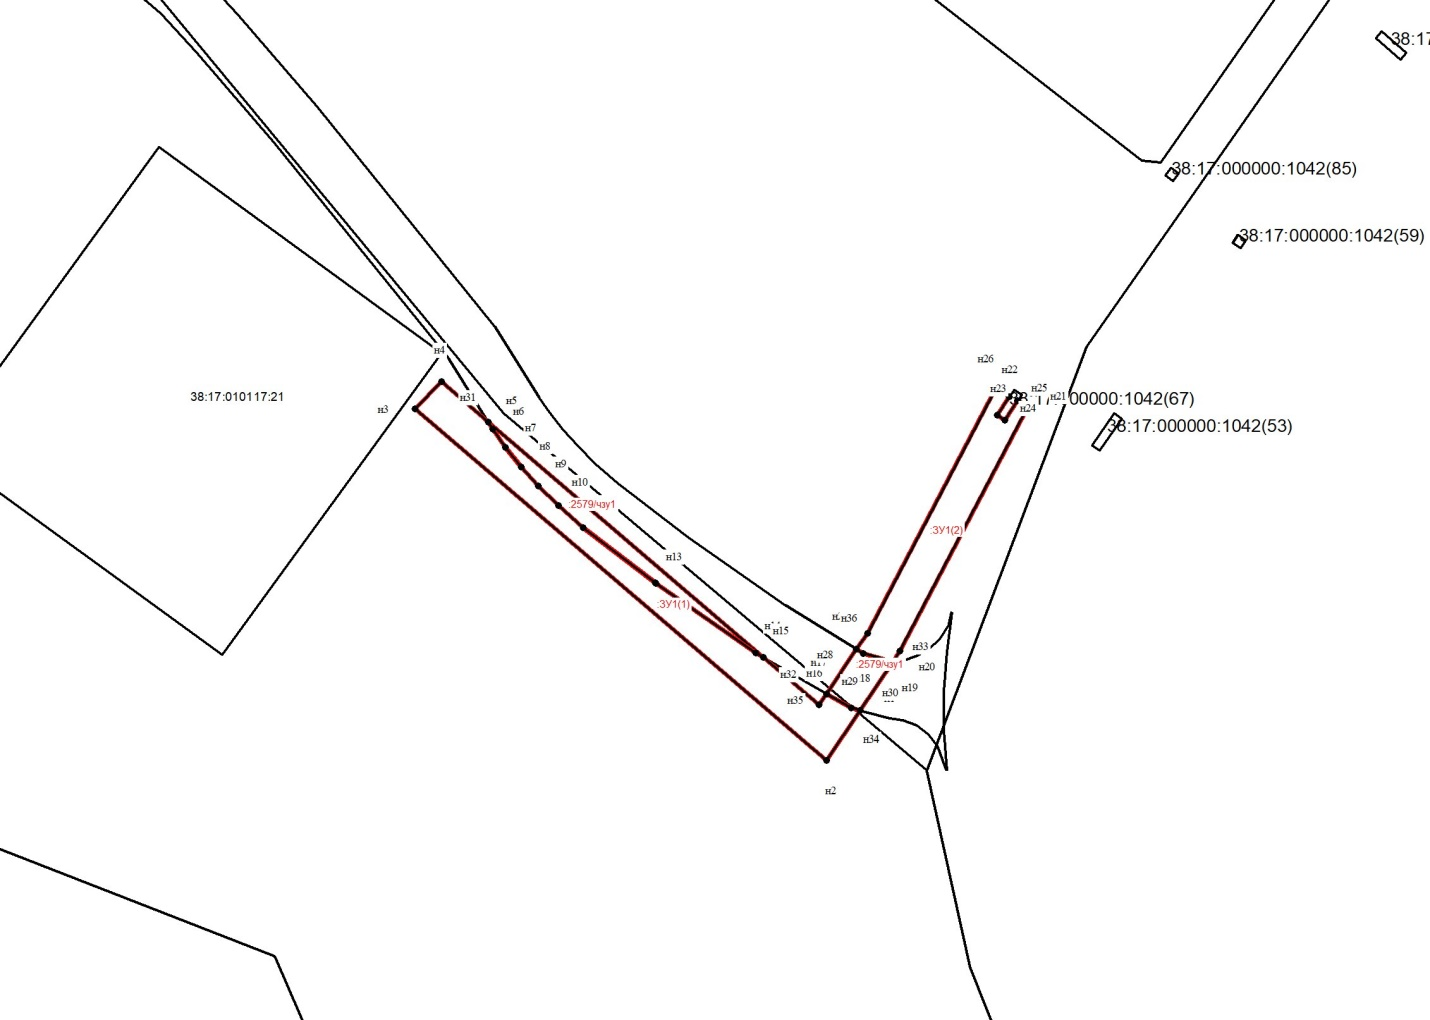 38:17
38:17:000000:1042(85)
38:17:000000:1042(59)
н4
н26
н22
н23
н25
н21
н24
38:17:000000:1042(67)
38:17:000000:1042(53)
38:17:010117:21
н31
н3
н5
н6
н7
н8
н9
н10
:2579/чзу1
:ЗУ1(2)
н13
:ЗУ1(1)
н36
н15
н33
н28
:2579/чзу1
н20
н32
н16
н29
18
н30
н19
н35
н34
н2